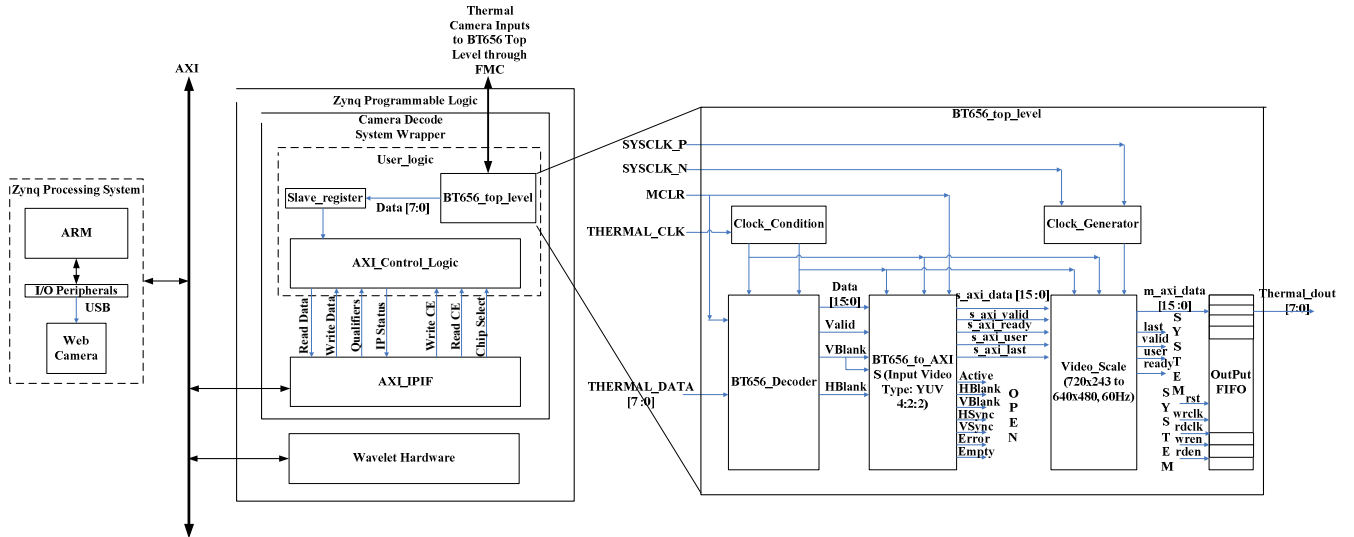 Thermal
Camera Inputs
to BT656 Top
Level through
FMC
AXI
Zynq Programmable Logic
Camera Decode
System Wrapper
User_logic
Slave_register
Data [7:0]
BT656_top_level
AXI_Control_Logic
Read Data
Write Data
Qualifiers
IP Status
Write CE
Read CE
Chip Select
AXI_IPIF
Wavelet Hardware
Zynq Processing System
ARM
I/O Peripherals
USB
Web
Camera
BT656_top_level
SYSCLK_P
SYSCLK_N
MCLR
THERMAL_CLK
THERMAL_DATA
[7 :0]
Clock_Condition
Clock_Generator
BT656_Decoder
Data
[15:0]
Valid
VBlank
HBlank
BT656_to_AXI
S (Input Video
Type: YUV
4:2:2)
s_axi_data [15 :0]
s_axi_valid
s_axi_ready
s_axi_user
s_axi_last
Active
HBlank
VBlank
HSync
VSync
Error
Empty
OPEN
Video_Scale
(720x243 to
640x480, 60Hz)
m_axi_data
[15 :0]
last
valid
user
ready
SYSTEM
rst
wrclk
rdclk
wren
rden
SYSTEM
OutPut
FIFO
Thermal_dout
[7:0]